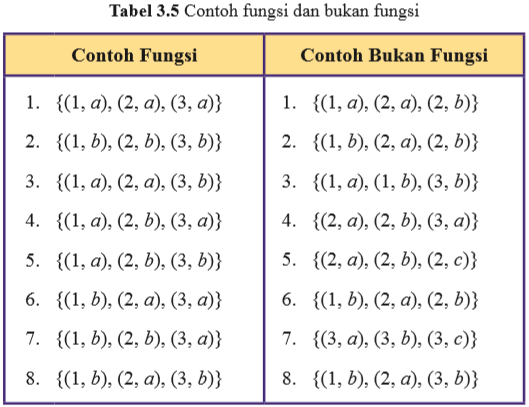 Tabel 3.5 Contoh fungsi dan bukan fungsi
Contoh Fungsi Contoh Bukan Fungsi
1. {(1, a), (2, a), (3, a)} 1. {(1, a), (2, a), (2, b)}
2. {(1, b), (2, b), (3, b)} 2. {(1, b), (2, a), (2, b)}
3. {(1, a), (2, a), (3, b)} 3. {(1, a), (1, b), (3, b)}
4. {(1, a), (2, b), (3, a)} 4. {(2, a), (2, b), (3, a)}
5. {(1, a), (2, b), (3, b)} 5. {(2, a), (2, b), (2, c)}
6. {(1, b), (2, a), (3, a)} 6. {(1, b), (2, a), (2, b)}
7. {(1, b), (2, b), (3, a)} 7. {(3, a), (3, b), (3, c)}
8. {(1, b), (2, a), (3, b)} 8. {(1, b), (2, a), (3, b)}